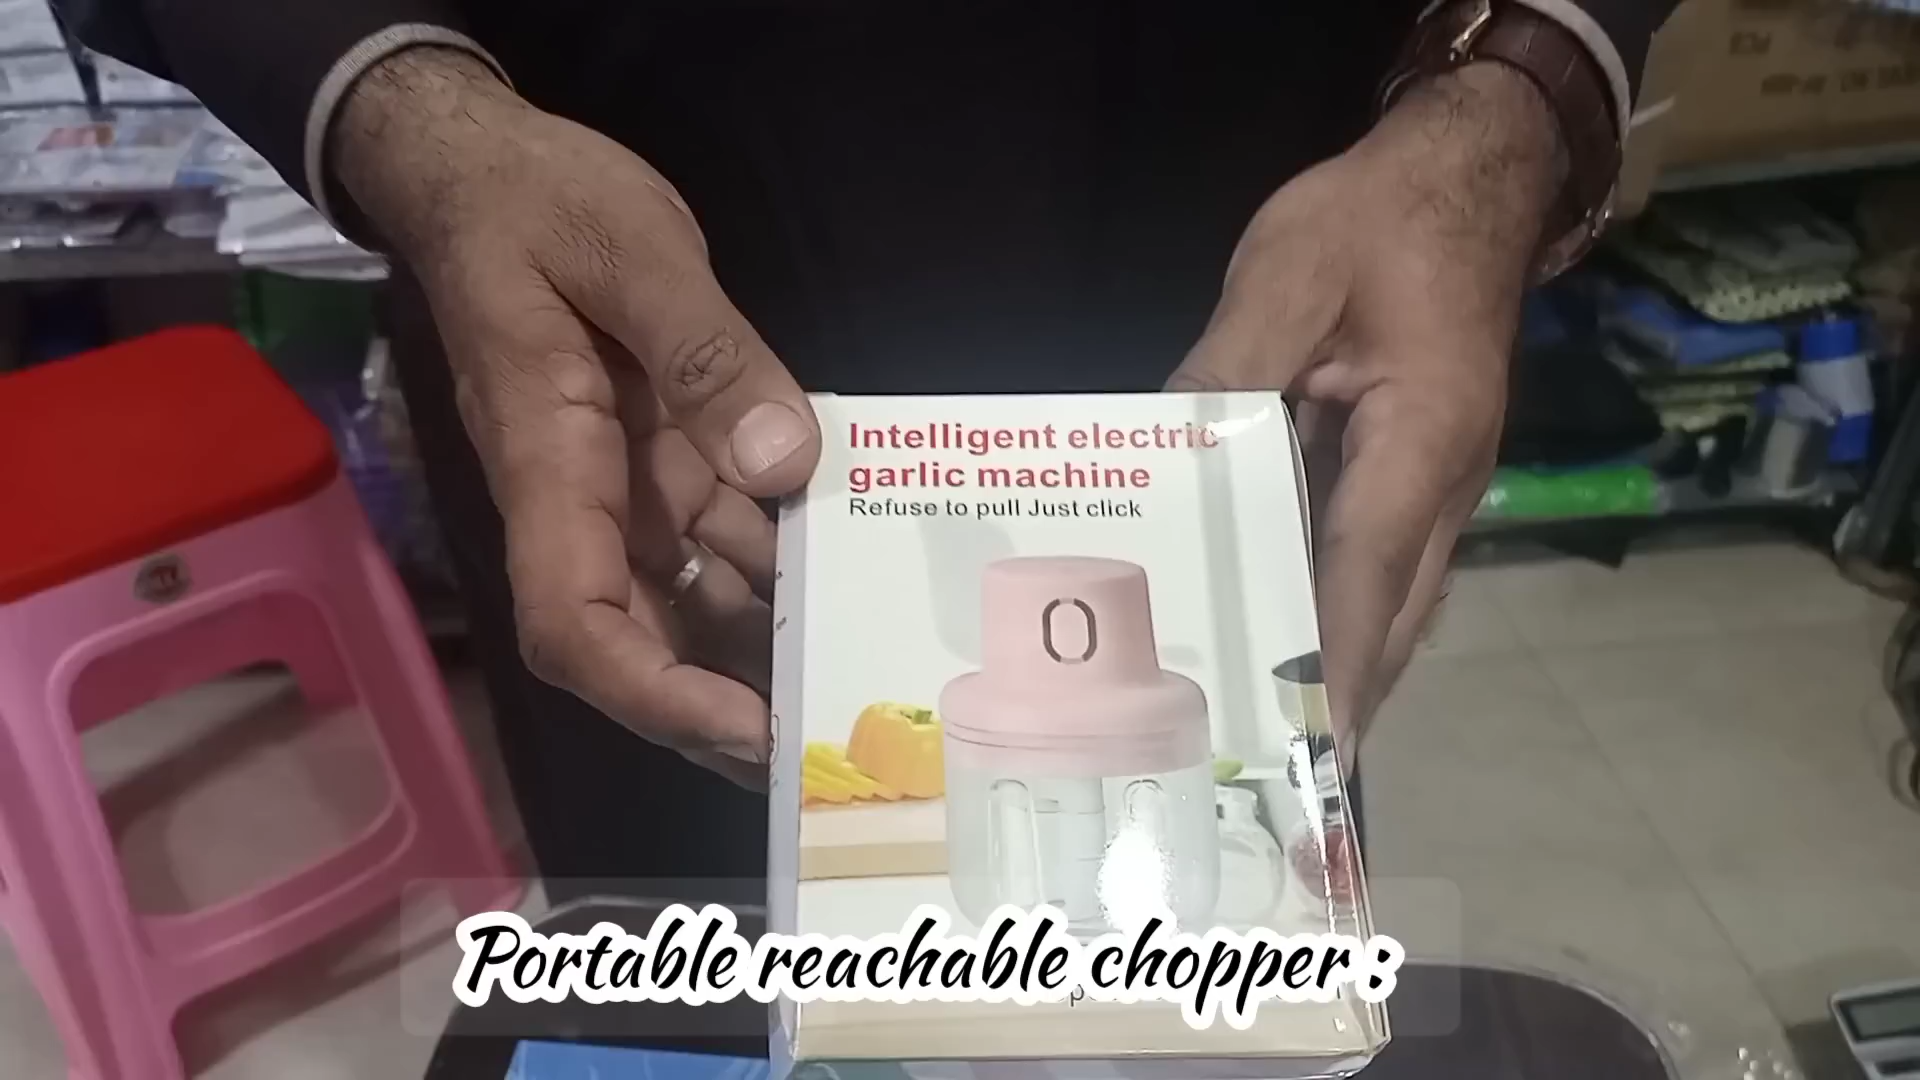 Intelligent electric
garlic machine
Refuse to pull Just click
Portable reachable chopper :